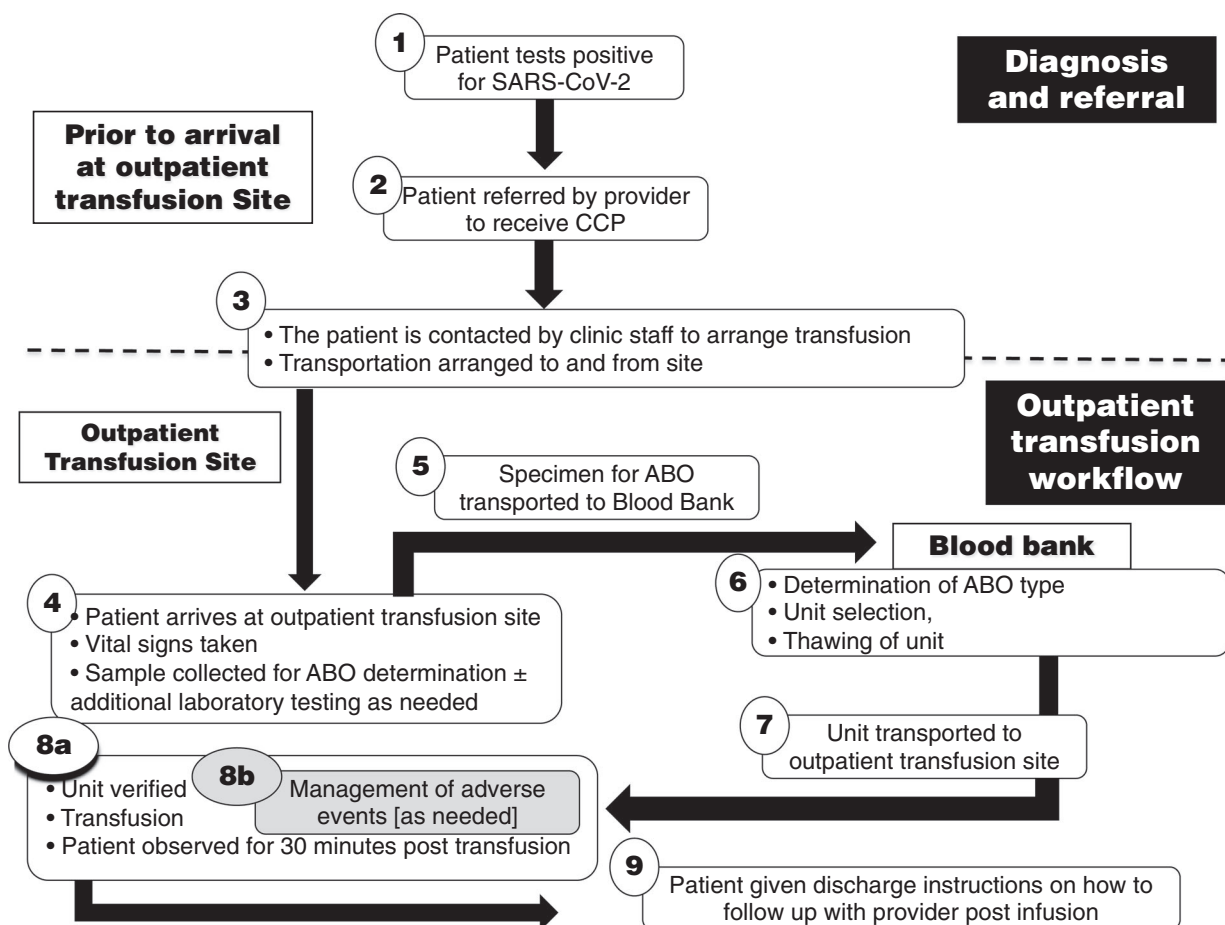 1
Patient tests positive
for SARS-CoV-2
Diagnosis
and referral
Prior to arrival
at outpatient
transfusion Site
2
Patient referred by provider
to receive CCP
3
• The patient is contacted by clinic staff to arrange transfusion
• Transportation arranged to and from site
Outpatient
Transfusion Site
Outpatient
transfusion
workflow
5
Specimen for ABO
transported to Blood Bank
Blood bank
4
• Patient arrives at outpatient transfusion site
• Vital signs taken
• Sample collected for ABO determination ±
additional laboratory testing as needed
6
• Determination of ABO type
• Unit selection,
• Thawing of unit
7
Unit transported to
outpatient transfusion site
8a
• Unit verified
• Transfusion
• Patient observed for 30 minutes post transfusion
8b
Management of adverse
events [as needed]
9
Patient given discharge instructions on how to
follow up with provider post infusion